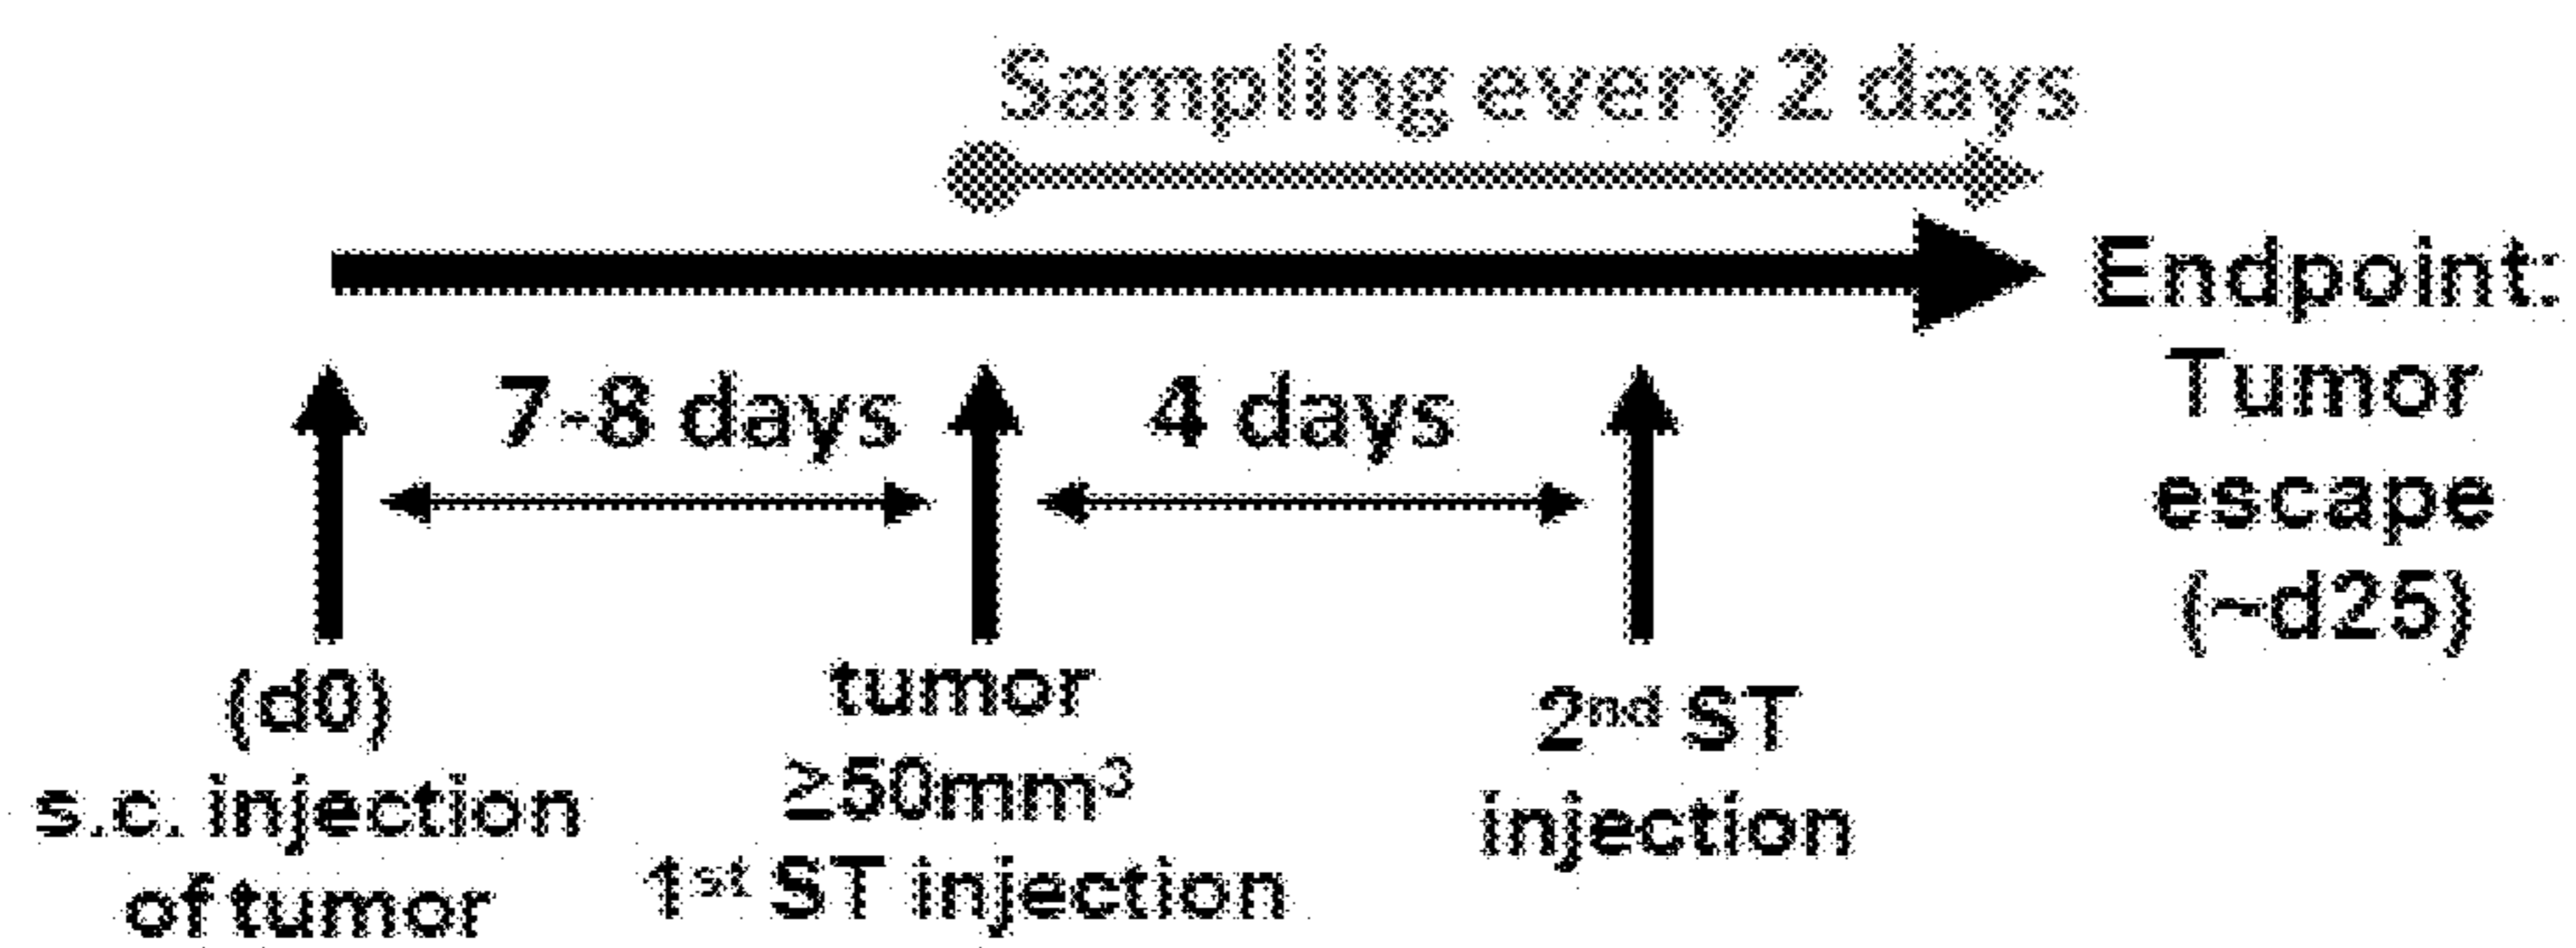 Sampling every 2 days
Endpoint:
Tumor
escape
(~d25)
7-8 days
4 days
(d0)
s.c. injection
of tumor
tumor
≥50mm³
1st ST injection
2nd ST
injection